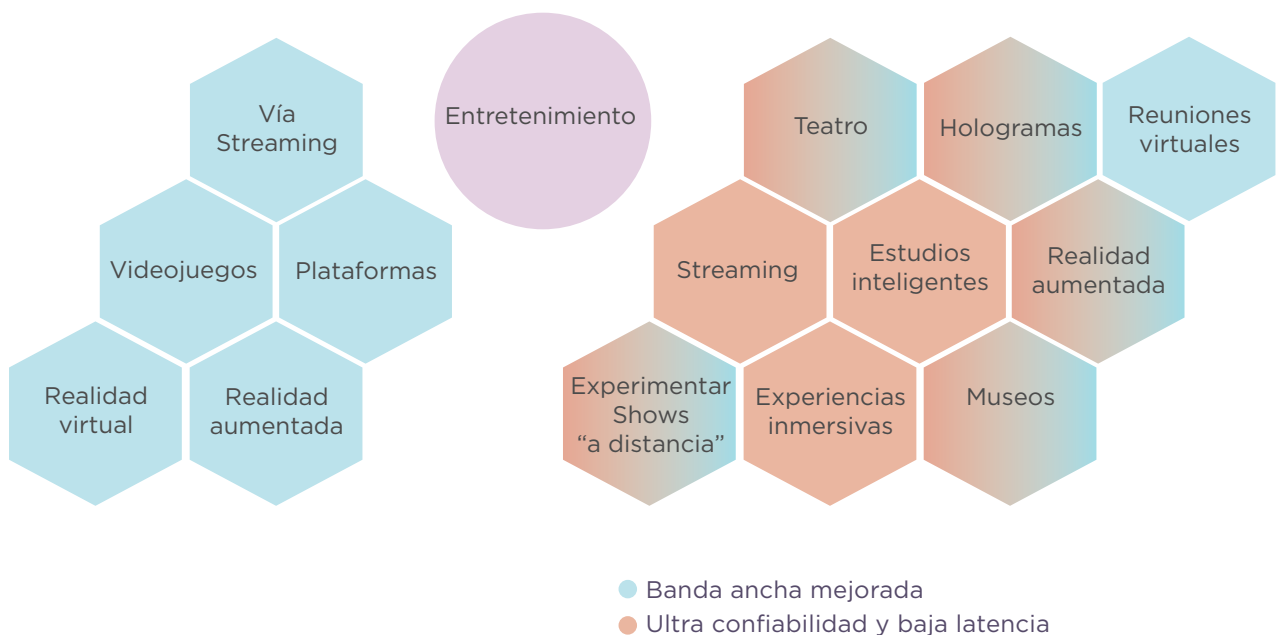 Vía
Streaming
Videojuegos
Plataformas
Realidad
virtual
Realidad
aumentada
Entretenimiento
Teatro
Hologramas
Reuniones
virtuales
Streaming
Estudios
inteligentes
Realidad
aumentada
Experimentar
Shows
“a distancia”
Experiencias
inmersivas
Museos
Banda ancha mejorada
Ultra confiabilidad y baja latencia